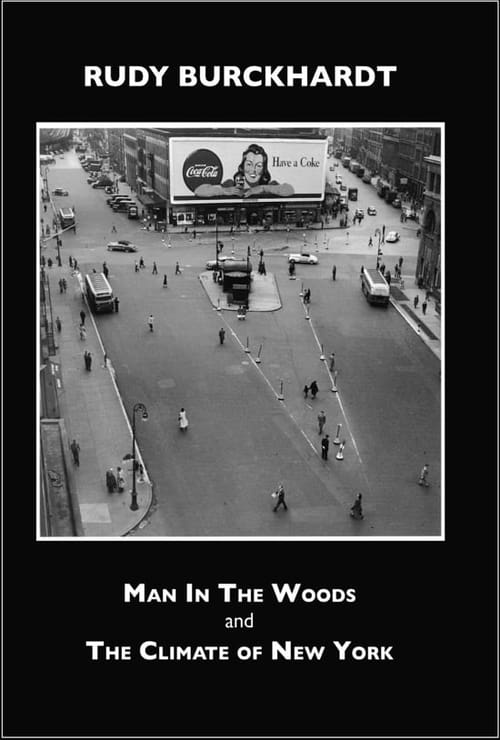 RUDY BURCKHARDT
Coca-Cola
Have a Coke
MAN IN THE WOODS
and
THE CLIMATE OF NEW YORK